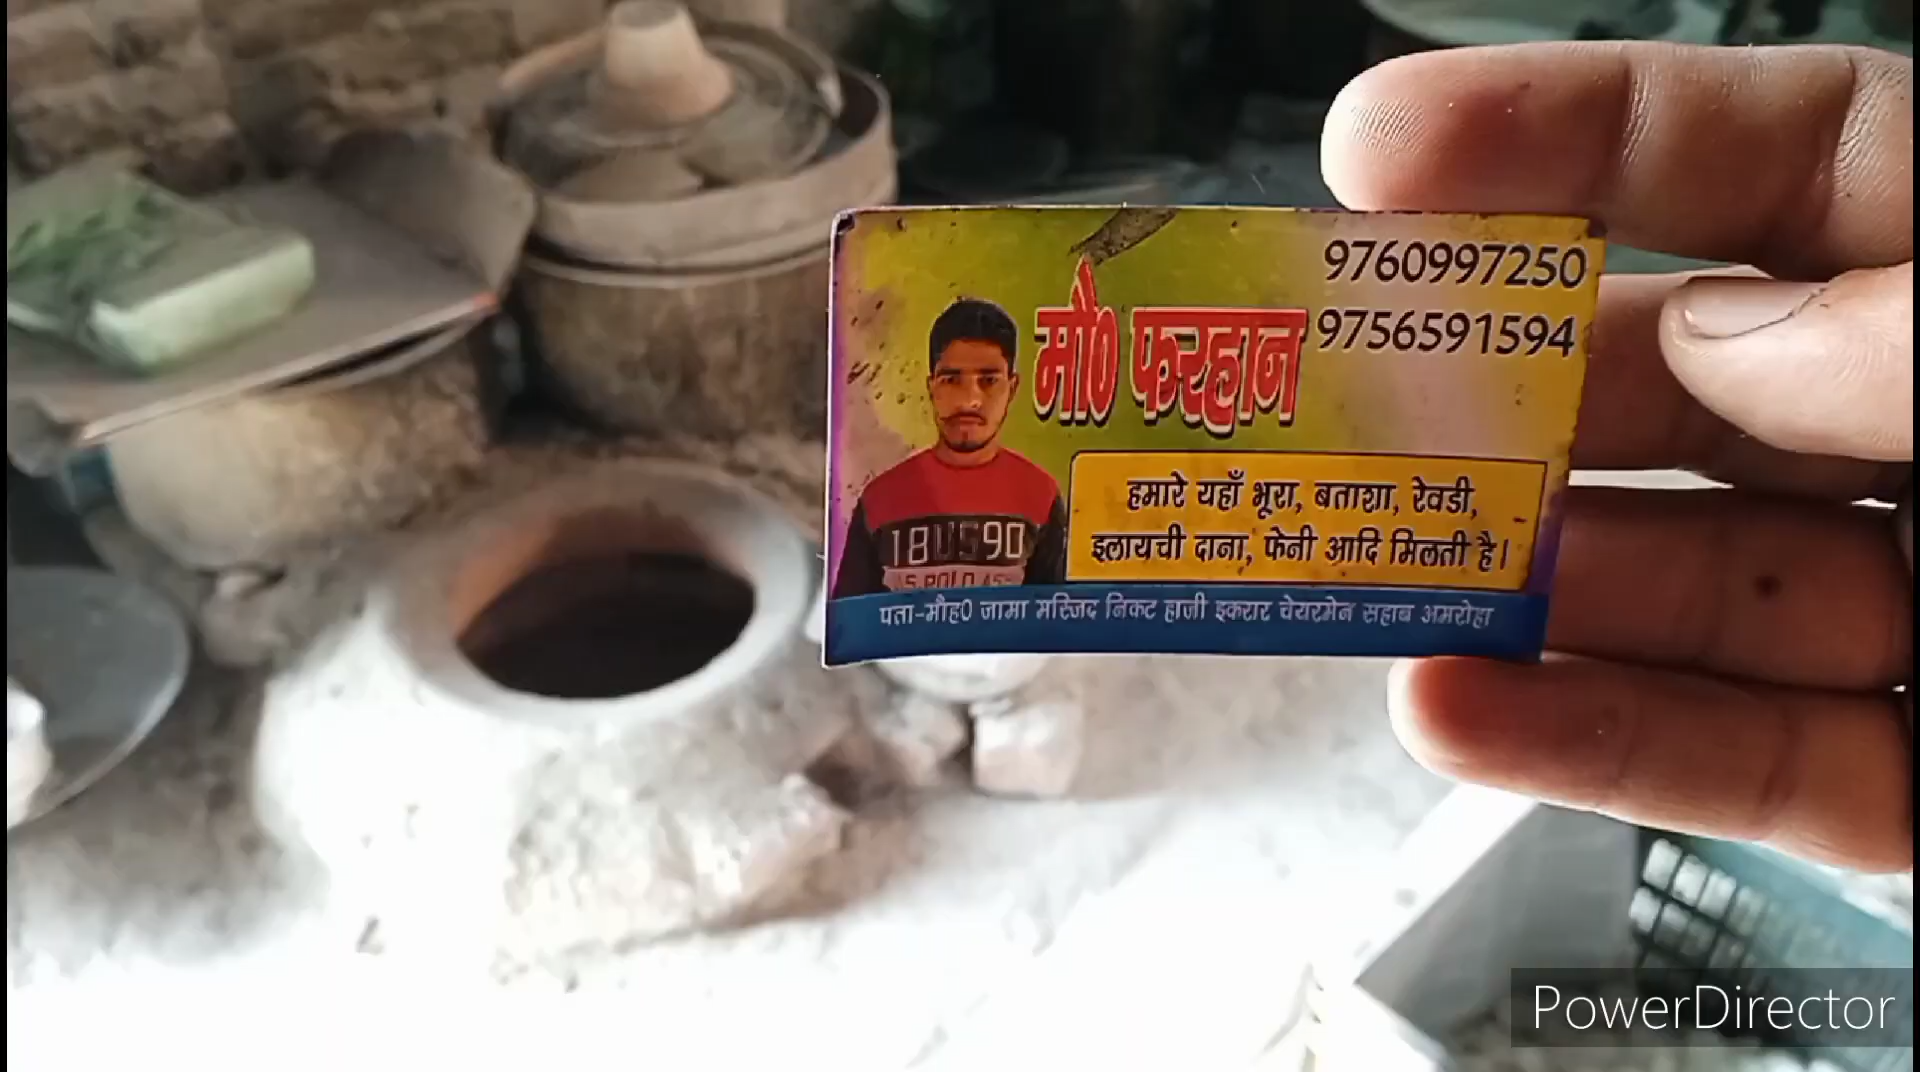 9760997250
मौ0 फरहान
9756591594
हमारे यहाँ भूरा, बताशा, रेवडी,
इलायची दाना, फेनी आदि मिलती है।
18US90
पता-मौह0 जामा मस्जिद निकट हाजी इकरार चेयरमेन सहाब अमरोहा
PowerDirector